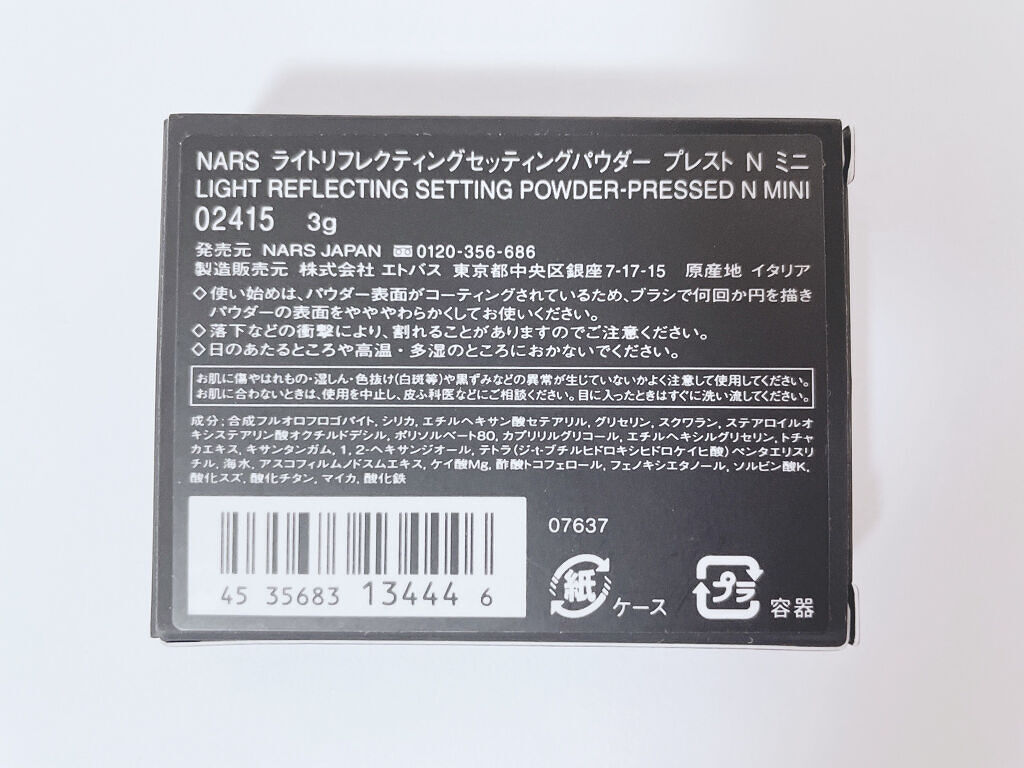 NARS ライトリフレクティングセッティングパウダー プレスト N ミニ
LIGHT REFLECTING SETTING POWDER-PRESSED N MINI
02415 3g
発売元 NARS JAPAN 0120-356-686
製造販売元 株式会社 エトバス 東京都中央区銀座7-17-15 原産地 イタリア
◇使い始めは、パウダー表面がコーティングされているため、ブラシで何回か円を描き
パウダーの表面をやややわらかくしてお使いください。
◇落下などの衝撃により、割れることがありますのでご注意ください。
◇日のあたるところや高温・多湿のところにおかないでください。
お肌に傷やはれもの・湿しん・色抜け(白斑等)や黒ずみなどの異常が生じていないかよく注意して使用してください。
お肌に合わないときは、使用を中止し、皮ふ科医などにご相談ください。目に入ったときはすぐに洗い流してください。
成分:合成フルオロフロゴパイト, シリカ, エチルヘキサン酸セテアリル, グリセリン, スクワラン, ステアロイルオ
キシステアリン酸オクチルドデシル, ポリソルベート80, カプリリルグリコール, エチルヘキシルグリセリン, トチャ
カエキス, キサンタンガム, 1, 2-ヘキサンジオール, テトラ(ジ-t-ブチルヒドロキシヒドロケイヒ酸)ペンタエリスリ
チル, 海水, アスコフィルムノドスムエキス, ケイ酸Mg, 酢酸トコフェロール, フェノキシエタノール, ソルビン酸K,
酸化スズ, 酸化チタン, マイカ, 酸化鉄
07637
45 35683 13444 6
紙 ケース
プラ 容器